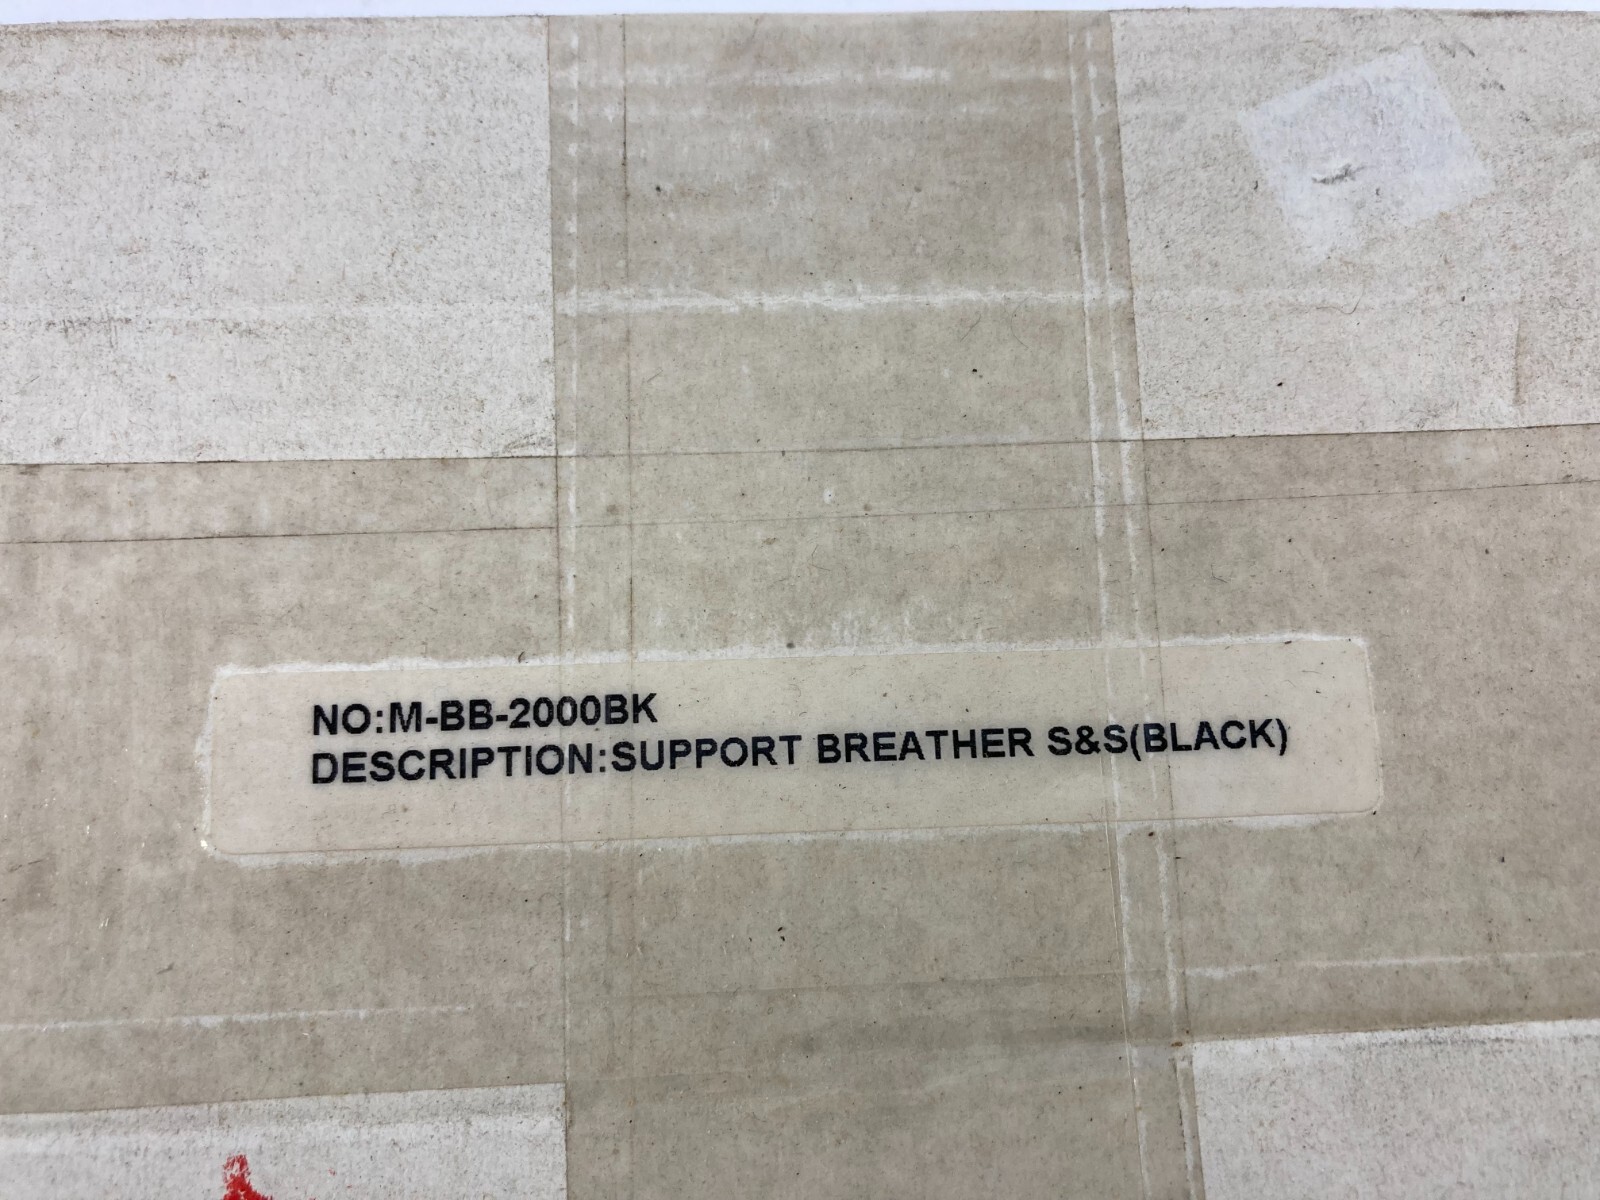 NO:M-BB-2000BK
DESCRIPTION:SUPPORT BREATHER S&S(BLACK)